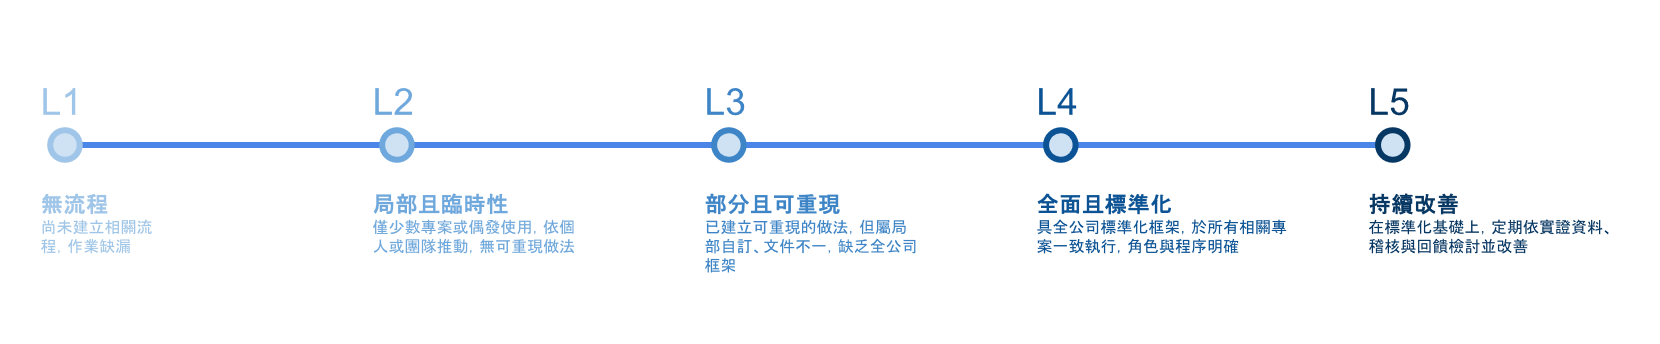 L1
無流程
尚未建立相關流
程，作業缺漏
L2
局部且臨時性
僅少數專案或偶發使用，依個
人或團隊推動，無可重現做法
L3
部分且可重現
已建立可重現的做法，但屬局
部自訂、文件不一，缺乏全公司
框架
L4
全面且標準化
具全公司標準化框架，於所有相關專
案一致執行，角色與程序明確
L5
持續改善
在標準化基礎上，定期依實證資料、
稽核與回饋檢討並改善